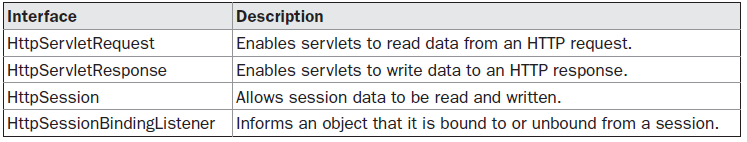 Interface Description
HttpServletRequest Enables servlets to read data from an HTTP request.
HttpServletResponse Enables servlets to write data to an HTTP response.
HttpSession Allows session data to be read and written.
HttpSessionBindingListener Informs an object that it is bound to or unbound from a session.